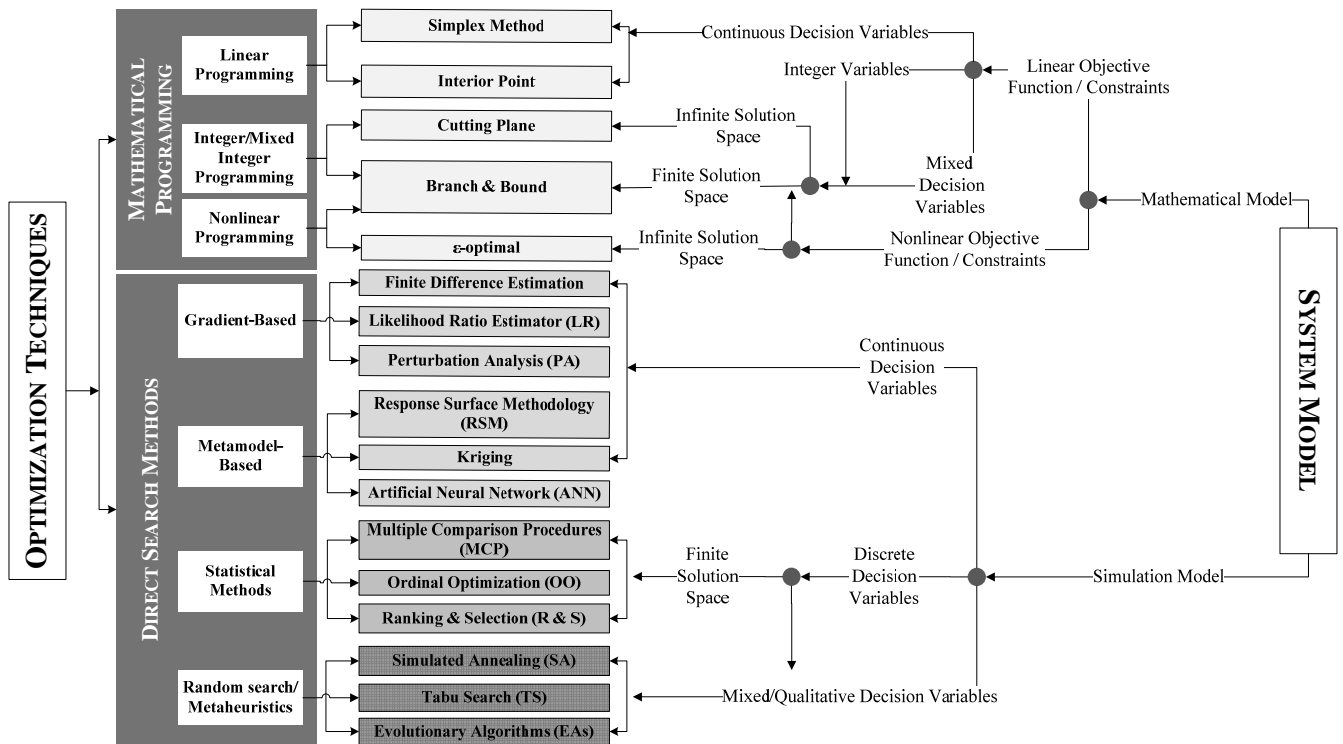 OPTIMIZATION TECHNIQUES
MATHEMATICAL
PROGRAMMING
Linear
Programming
Integer/Mixed
Integer
Programming
Nonlinear
Programming
Simplex Method
Interior Point
Cutting Plane
Branch & Bound
ε-optimal
Continuous Decision Variables
Integer Variables
Linear Objective
Function / Constraints
Infinite Solution
Space
Finite Solution
Space
Mixed
Decision
Variables
Infinite Solution
Space
Nonlinear Objective
Function / Constraints
Mathematical Model
SYSTEM MODEL
DIRECT SEARCH METHODS
Gradient-Based
Finite Difference Estimation
Likelihood Ratio Estimator (LR)
Perturbation Analysis (PA)
Continuous
Decision
Variables
Metamodel-
Based
Response Surface Methodology
(RSM)
Kriging
Artificial Neural Network (ANN)
Statistical
Methods
Multiple Comparison Procedures
(MCP)
Ordinal Optimization (OO)
Ranking & Selection (R & S)
Finite
Solution
Space
Discrete
Decision
Variables
Simulation Model
Random search/
Metaheuristics
Simulated Annealing (SA)
Tabu Search (TS)
Evolutionary Algorithms (EAs)
Mixed/Qualitative Decision Variables